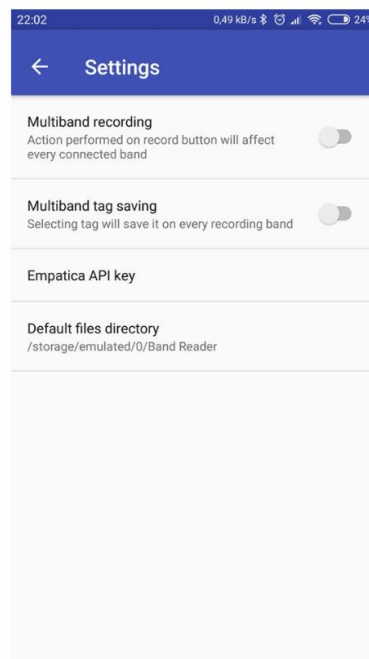 22:02 0,49 kB/s 24%
Settings
Multiband recording
Action performed on record button will affect
every connected band
Multiband tag saving
Selecting tag will save it on every recording band
Empatica API key
Default files directory
/storage/emulated/0/Band Reader